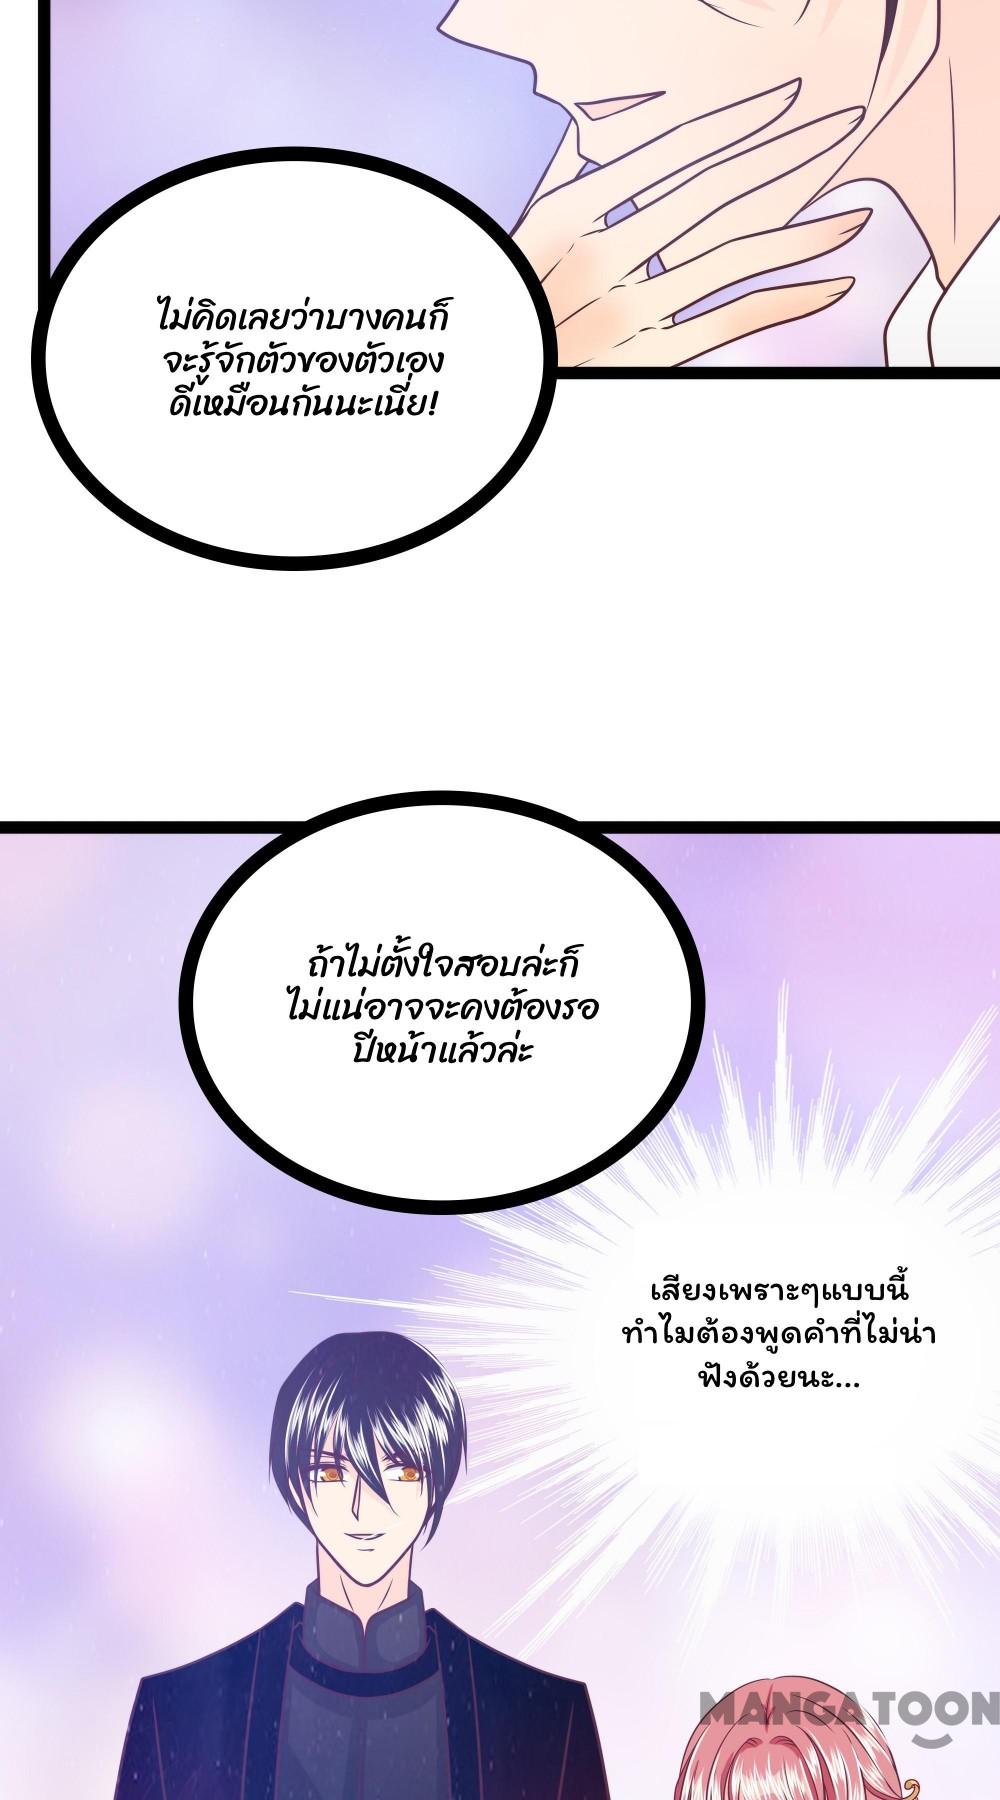 ไม่คิดเลยว่าบางคนก็
จะรู้จักตัวของตัวเอง
ดีเหมือนกันนะเนี่ย!
ถ้าไม่ตั้งใจสอบล่ะก็
ไม่แน่อาจจะคงต้องรอ
ปีหน้าแล้วล่ะ
เสียงเพราะๆแบบนี้
ทำไมต้องพูดคำที่ไม่น่า
ฟังด้วยนะ...
MANGATOON